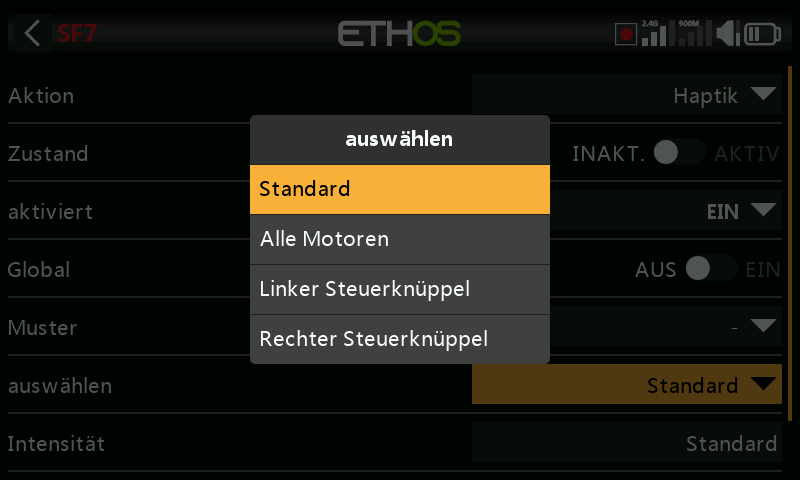 SF7
ETHOS
2.4G
900M
Aktion
Haptik
auswählen
Zustand
INAKT.
AKTIV
Standard
aktiviert
EIN
Alle Motoren
Global
AUS
EIN
Linker Steuerknüppel
Muster
-
Rechter Steuerknüppel
auswählen
Standard
Intensität
Standard